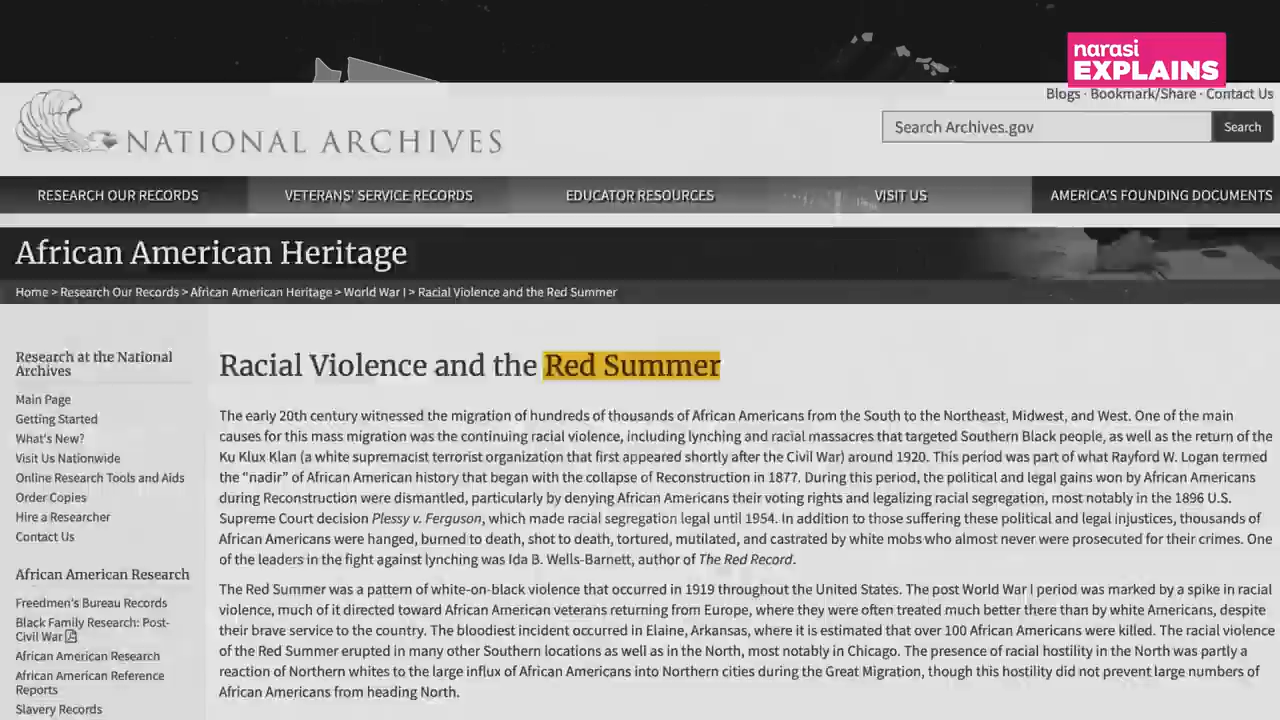 narasi
EXPLAINS
Blogs · Bookmark/Share · Contact Us
NATIONAL ARCHIVES
Search Archives.gov
Search
RESEARCH OUR RECORDS
VETERANS' SERVICE RECORDS
EDUCATOR RESOURCES
VISIT US
AMERICA'S FOUNDING DOCUMENTS
African American Heritage
Home > Research Our Records > African American Heritage > World War I > Racial Violence and the Red Summer
Research at the National
Archives
Main Page
Getting Started
What's New?
Visit Us Nationwide
Online Research Tools and Aids
Order Copies
Hire a Researcher
Contact Us
African American Research
Freedmen's Bureau Records
Black Family Research: Post-
Civil War
African American Research
African American Reference
Reports
Slavery Records
Racial Violence and the Red Summer
The early 20th century witnessed the migration of hundreds of thousands of African Americans from the South to the Northeast, Midwest, and West. One of the main
causes for this mass migration was the continuing racial violence, including lynching and racial massacres that targeted Southern Black people, as well as the return of the
Ku Klux Klan (a white supremacist terrorist organization that first appeared shortly after the Civil War) around 1920. This period was part of what Rayford W. Logan termed
the “nadir” of African American history that began with the collapse of Reconstruction in 1877. During this period, the political and legal gains won by African Americans
during Reconstruction were dismantled, particularly by denying African Americans their voting rights and legalizing racial segregation, most notably in the 1896 U.S.
Supreme Court decision Plessy v. Ferguson, which made racial segregation legal until 1954. In addition to those suffering these political and legal injustices, thousands of
African Americans were hanged, burned to death, shot to death, tortured, mutilated, and castrated by white mobs who almost never were prosecuted for their crimes. One
of the leaders in the fight against lynching was Ida B. Wells-Barnett, author of The Red Record.
The Red Summer was a pattern of white-on-black violence that occurred in 1919 throughout the United States. The post World War I period was marked by a spike in racial
violence, much of it directed toward African American veterans returning from Europe, where they were often treated much better there than by white Americans, despite
their brave service to the country. The bloodiest incident occurred in Elaine, Arkansas, where it is estimated that over 100 African Americans were killed. The racial violence
of the Red Summer erupted in many other Southern locations as well as in the North, most notably in Chicago. The presence of racial hostility in the North was partly a
reaction of Northern whites to the large influx of African Americans into Northern cities during the Great Migration, though this hostility did not prevent large numbers of
African Americans from heading North.